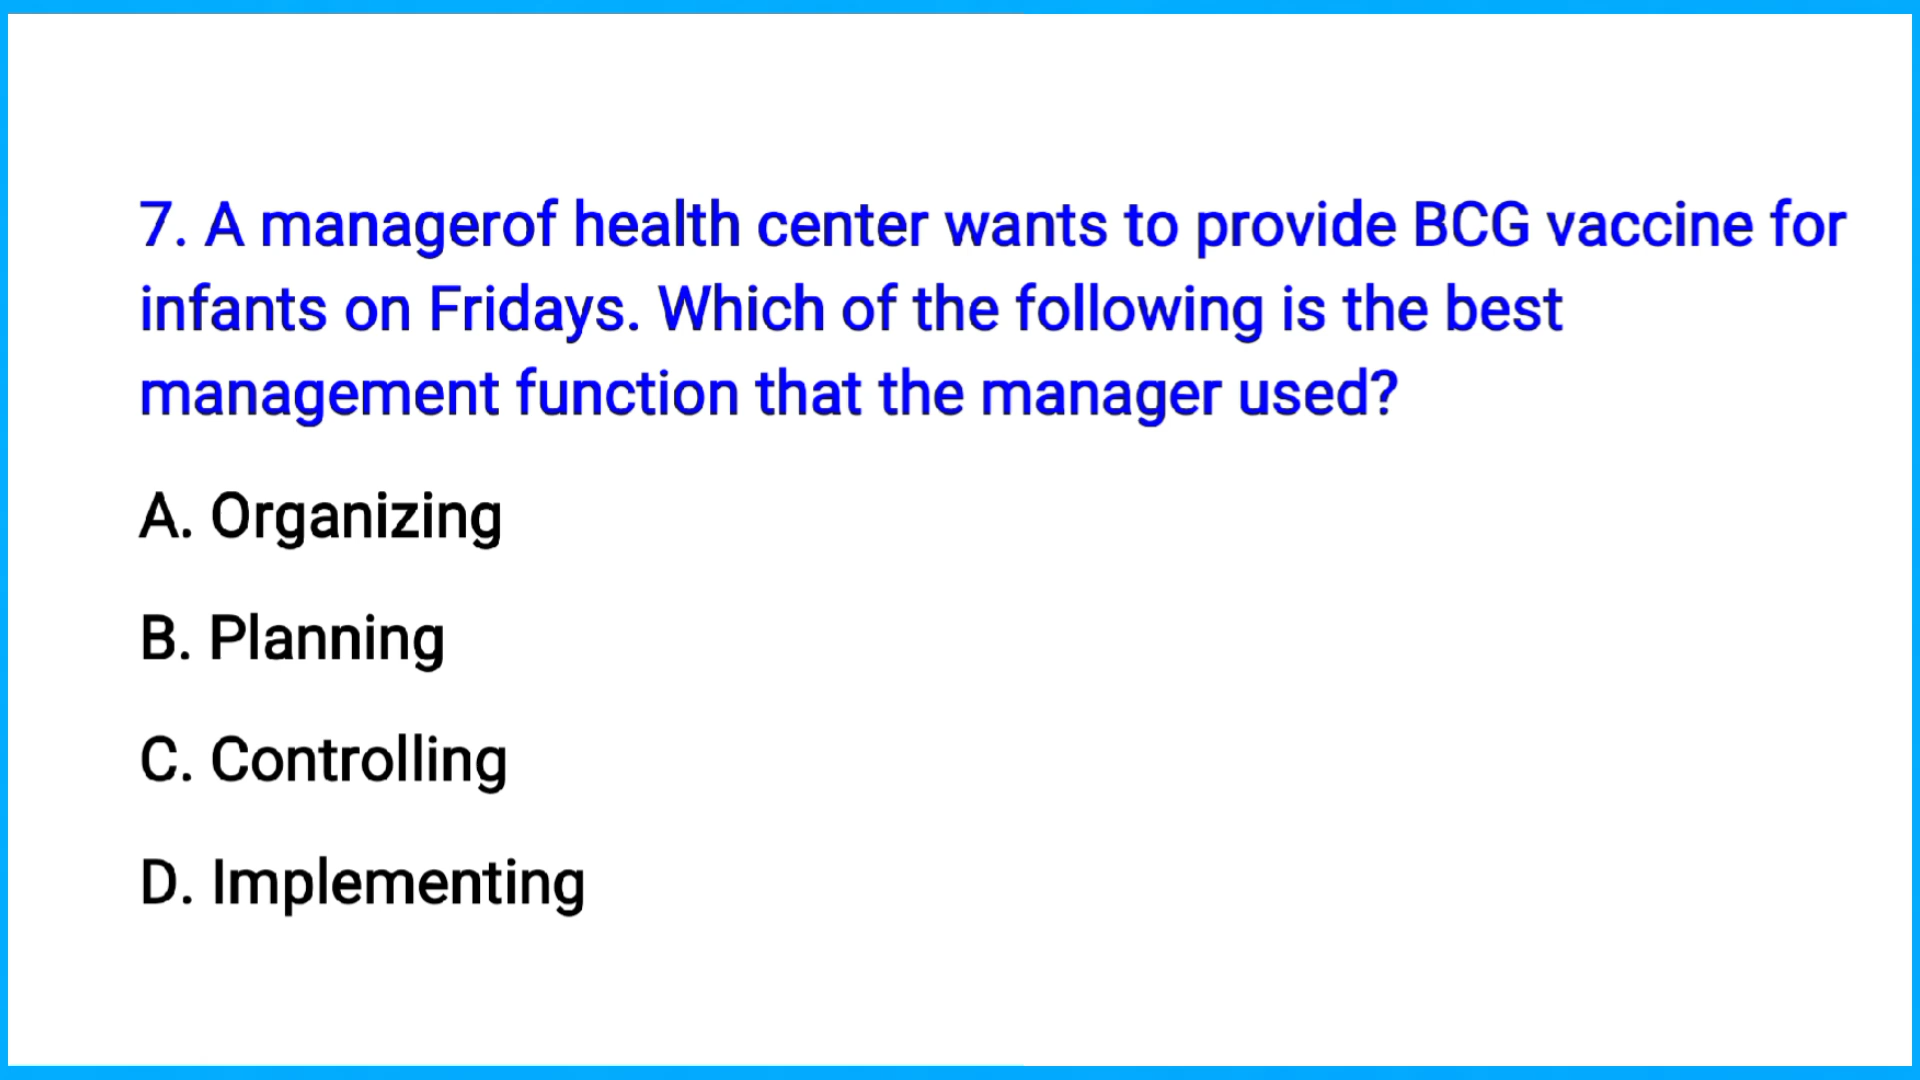 7. A managerof health center wants to provide BCG vaccine for
infants on Fridays. Which of the following is the best
management function that the manager used?
A. Organizing
B. Planning
C. Controlling
D. Implementing